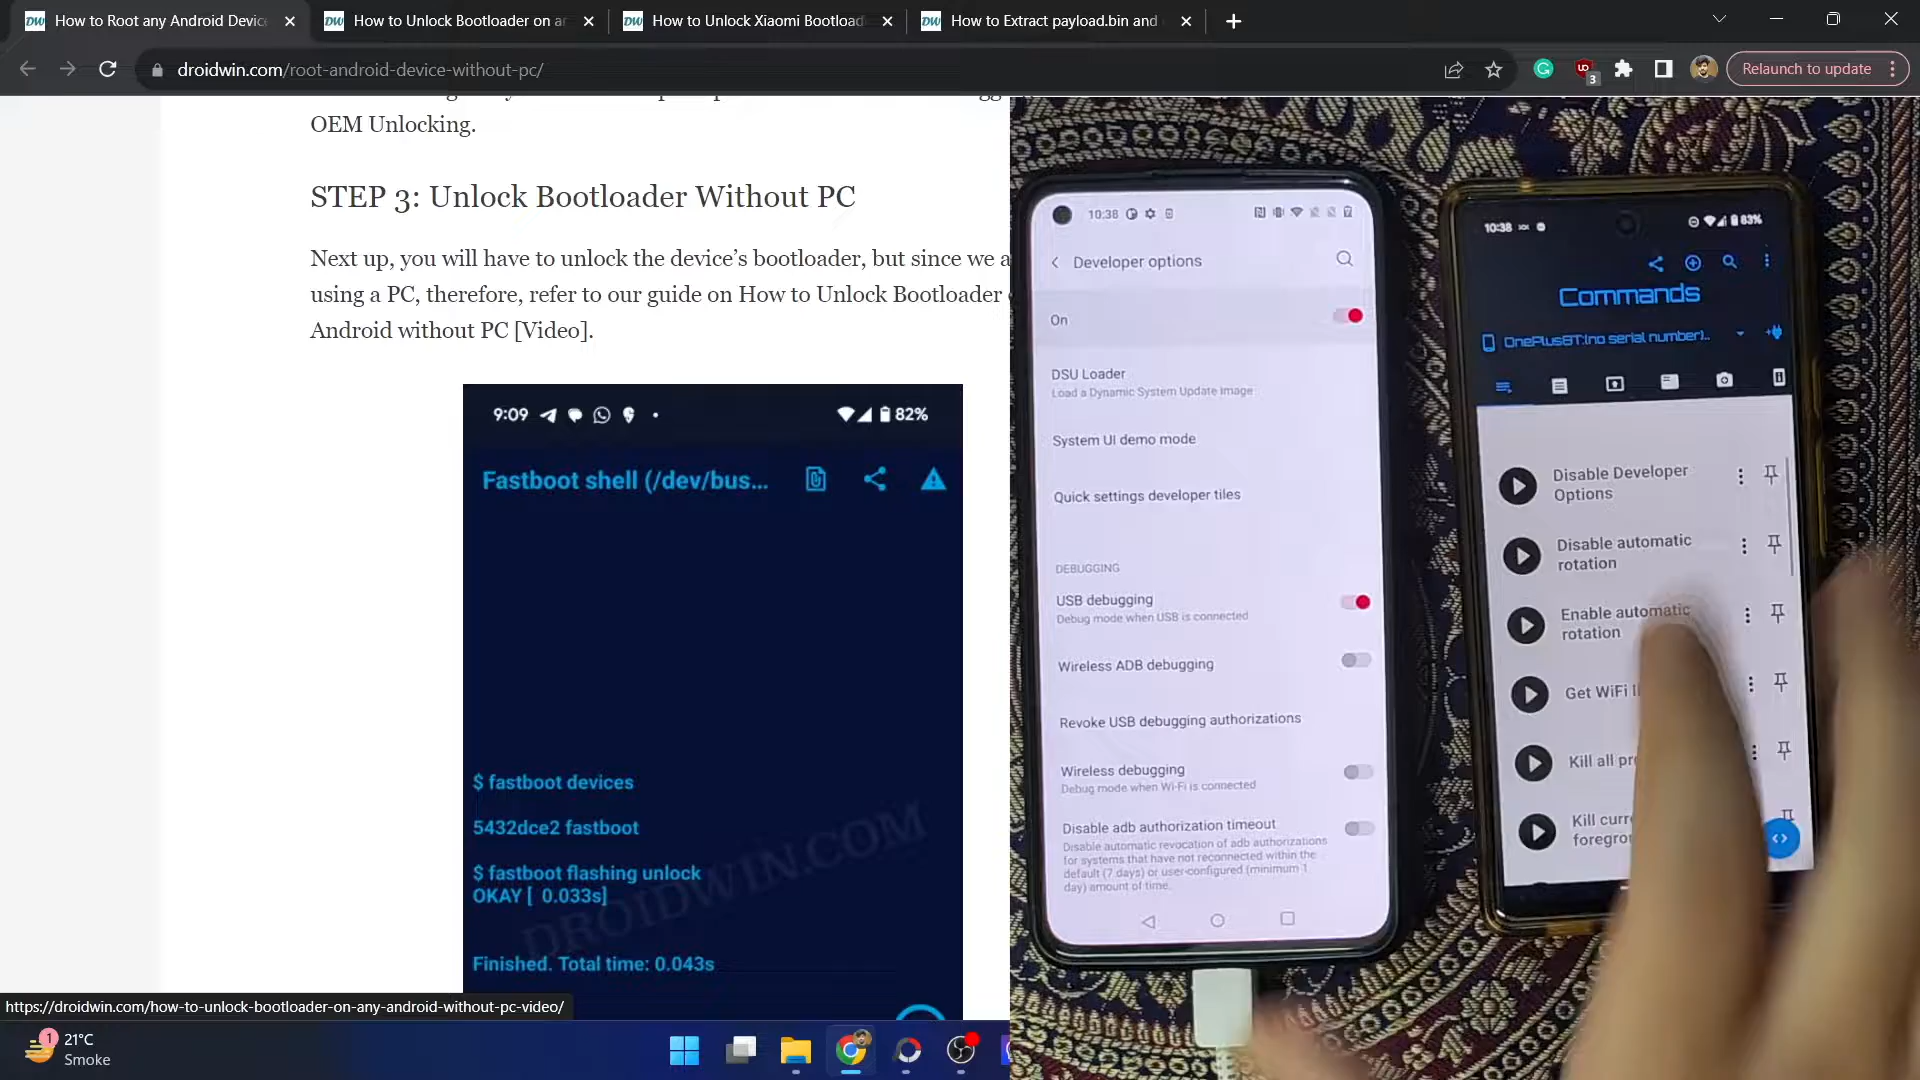 How to Root any Android Devic
How to Unlock Bootloader on a
How to Unlock Xiaomi Bootload
How to Extract payload.bin and
droidwin.com/root-android-device-without-pc/
3
Relaunch to update
OEM Unlocking.
STEP 3: Unlock Bootloader Without PC
Next up, you will have to unlock the device’s bootloader, but since we a
using a PC, therefore, refer to our guide on How to Unlock Bootloader
Android without PC [Video].
9:09
82%
Fastboot shell (/dev/bus...
$ fastboot devices
5432dce2 fastboot
$ fastboot flashing unlock
OKAY [ 0.033s]
DROIDWIN.COM
Finished. Total time: 0.043s
https://droidwin.com/how-to-unlock-bootloader-on-any-android-without-pc-video/
1
21°C
Smoke
10:38
Developer options
On
DSU Loader
Load a Dynamic System Update Image
System UI demo mode
Quick settings developer tiles
DEBUGGING
USB debugging
Debug mode when USB is connected
Wireless ADB debugging
Revoke USB debugging authorizations
Wireless debugging
Debug mode when Wi-Fi is connected
Disable adb authorization timeout
Disable automatic revocation of adb authorizations
for systems that have not reconnected within the
default (7 days) or user-configured (minimum 1
day) amount of time.
10:38
83%
Commands
OnePlus8T:(no serial number)..
Disable Developer
Options
Disable automatic
rotation
Enable automatic
rotation
Get WiFi
Kill all
Kill curr
foregro